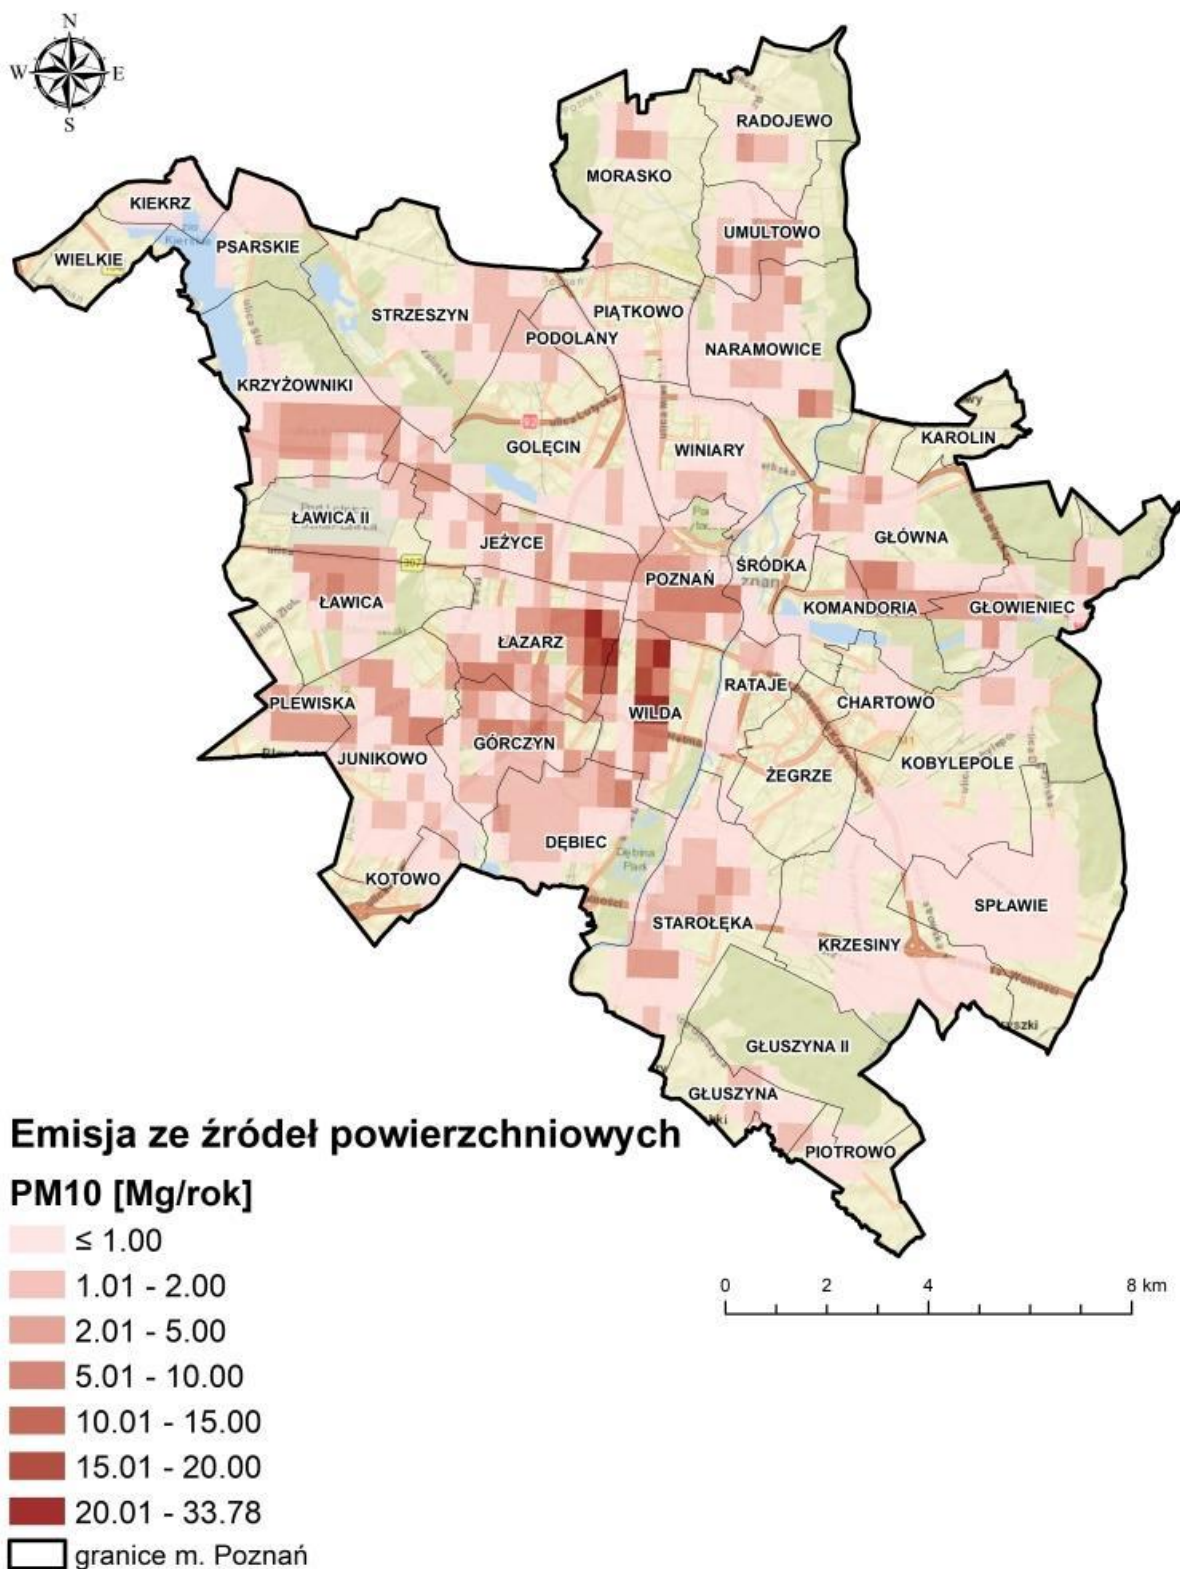 N
W
E
S
RADOJEWO
MORASKO
KIEKRZ
UMULTOWO
PSARSKIE
WIELKIE
STRZESZYN
PIĄTKOWO
PODOLANY
NARAMOWICE
KRZYŻOWNIKI
KAROLIN
GOLĘCIN
WINIARY
ŁAWICA II
GŁÓWNA
JEŻYCE
307
ŚRÓDKA
POZNAŃ
ŁAWICA
KOMANDORIA
GŁOWIENIEC
ŁAZARZ
RATAJE
PLEWISKA
CHARTOWO
WILDA
GÓRCZYN
JUNIKOWO
KOBYLEPOLE
ŻEGRZE
DĘBIEC
Dębina
Park
KOTOWO
SPŁAWIE
STAROŁĘKA
KRZESINY
GŁUSZYNA II
GŁUSZYNA
PIOTROWO
Emisja ze źródeł powierzchniowych
PM10 [Mg/rok]
≤ 1.00
1.01 - 2.00
2.01 - 5.00
5.01 - 10.00
10.01 - 15.00
15.01 - 20.00
20.01 - 33.78
granice m. Poznań
0 2 4 8 km